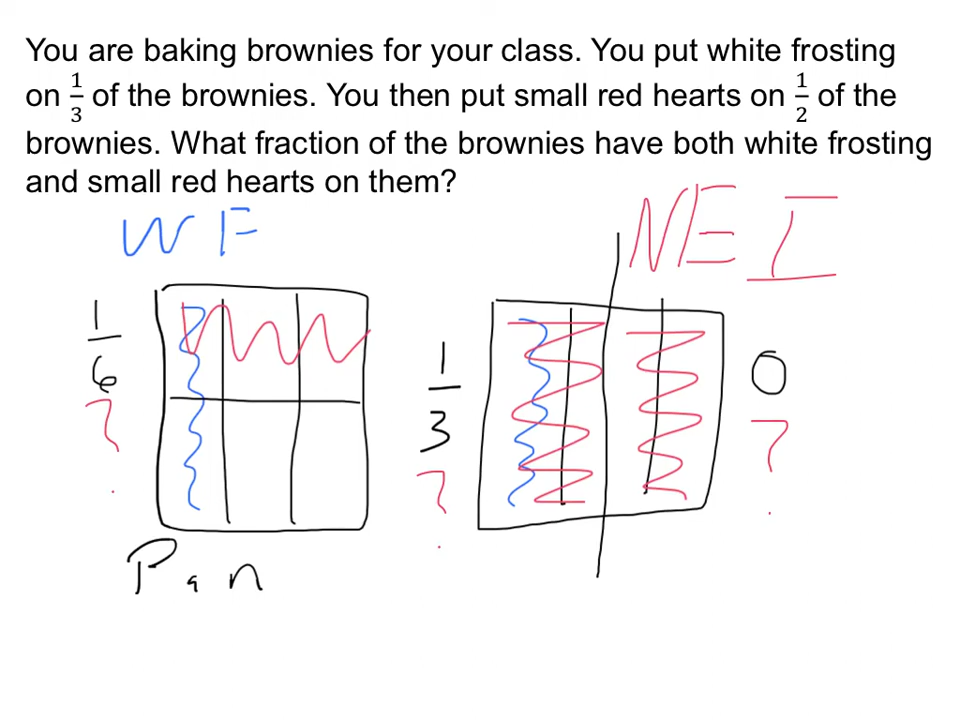 You are baking brownies for your class. You put white frosting
on 1/3 of the brownies. You then put small red hearts on 1/2 of the
brownies. What fraction of the brownies have both white frosting
and small red hearts on them?
WF
NEI
1/6
?
1/3
?
0
?
Pan